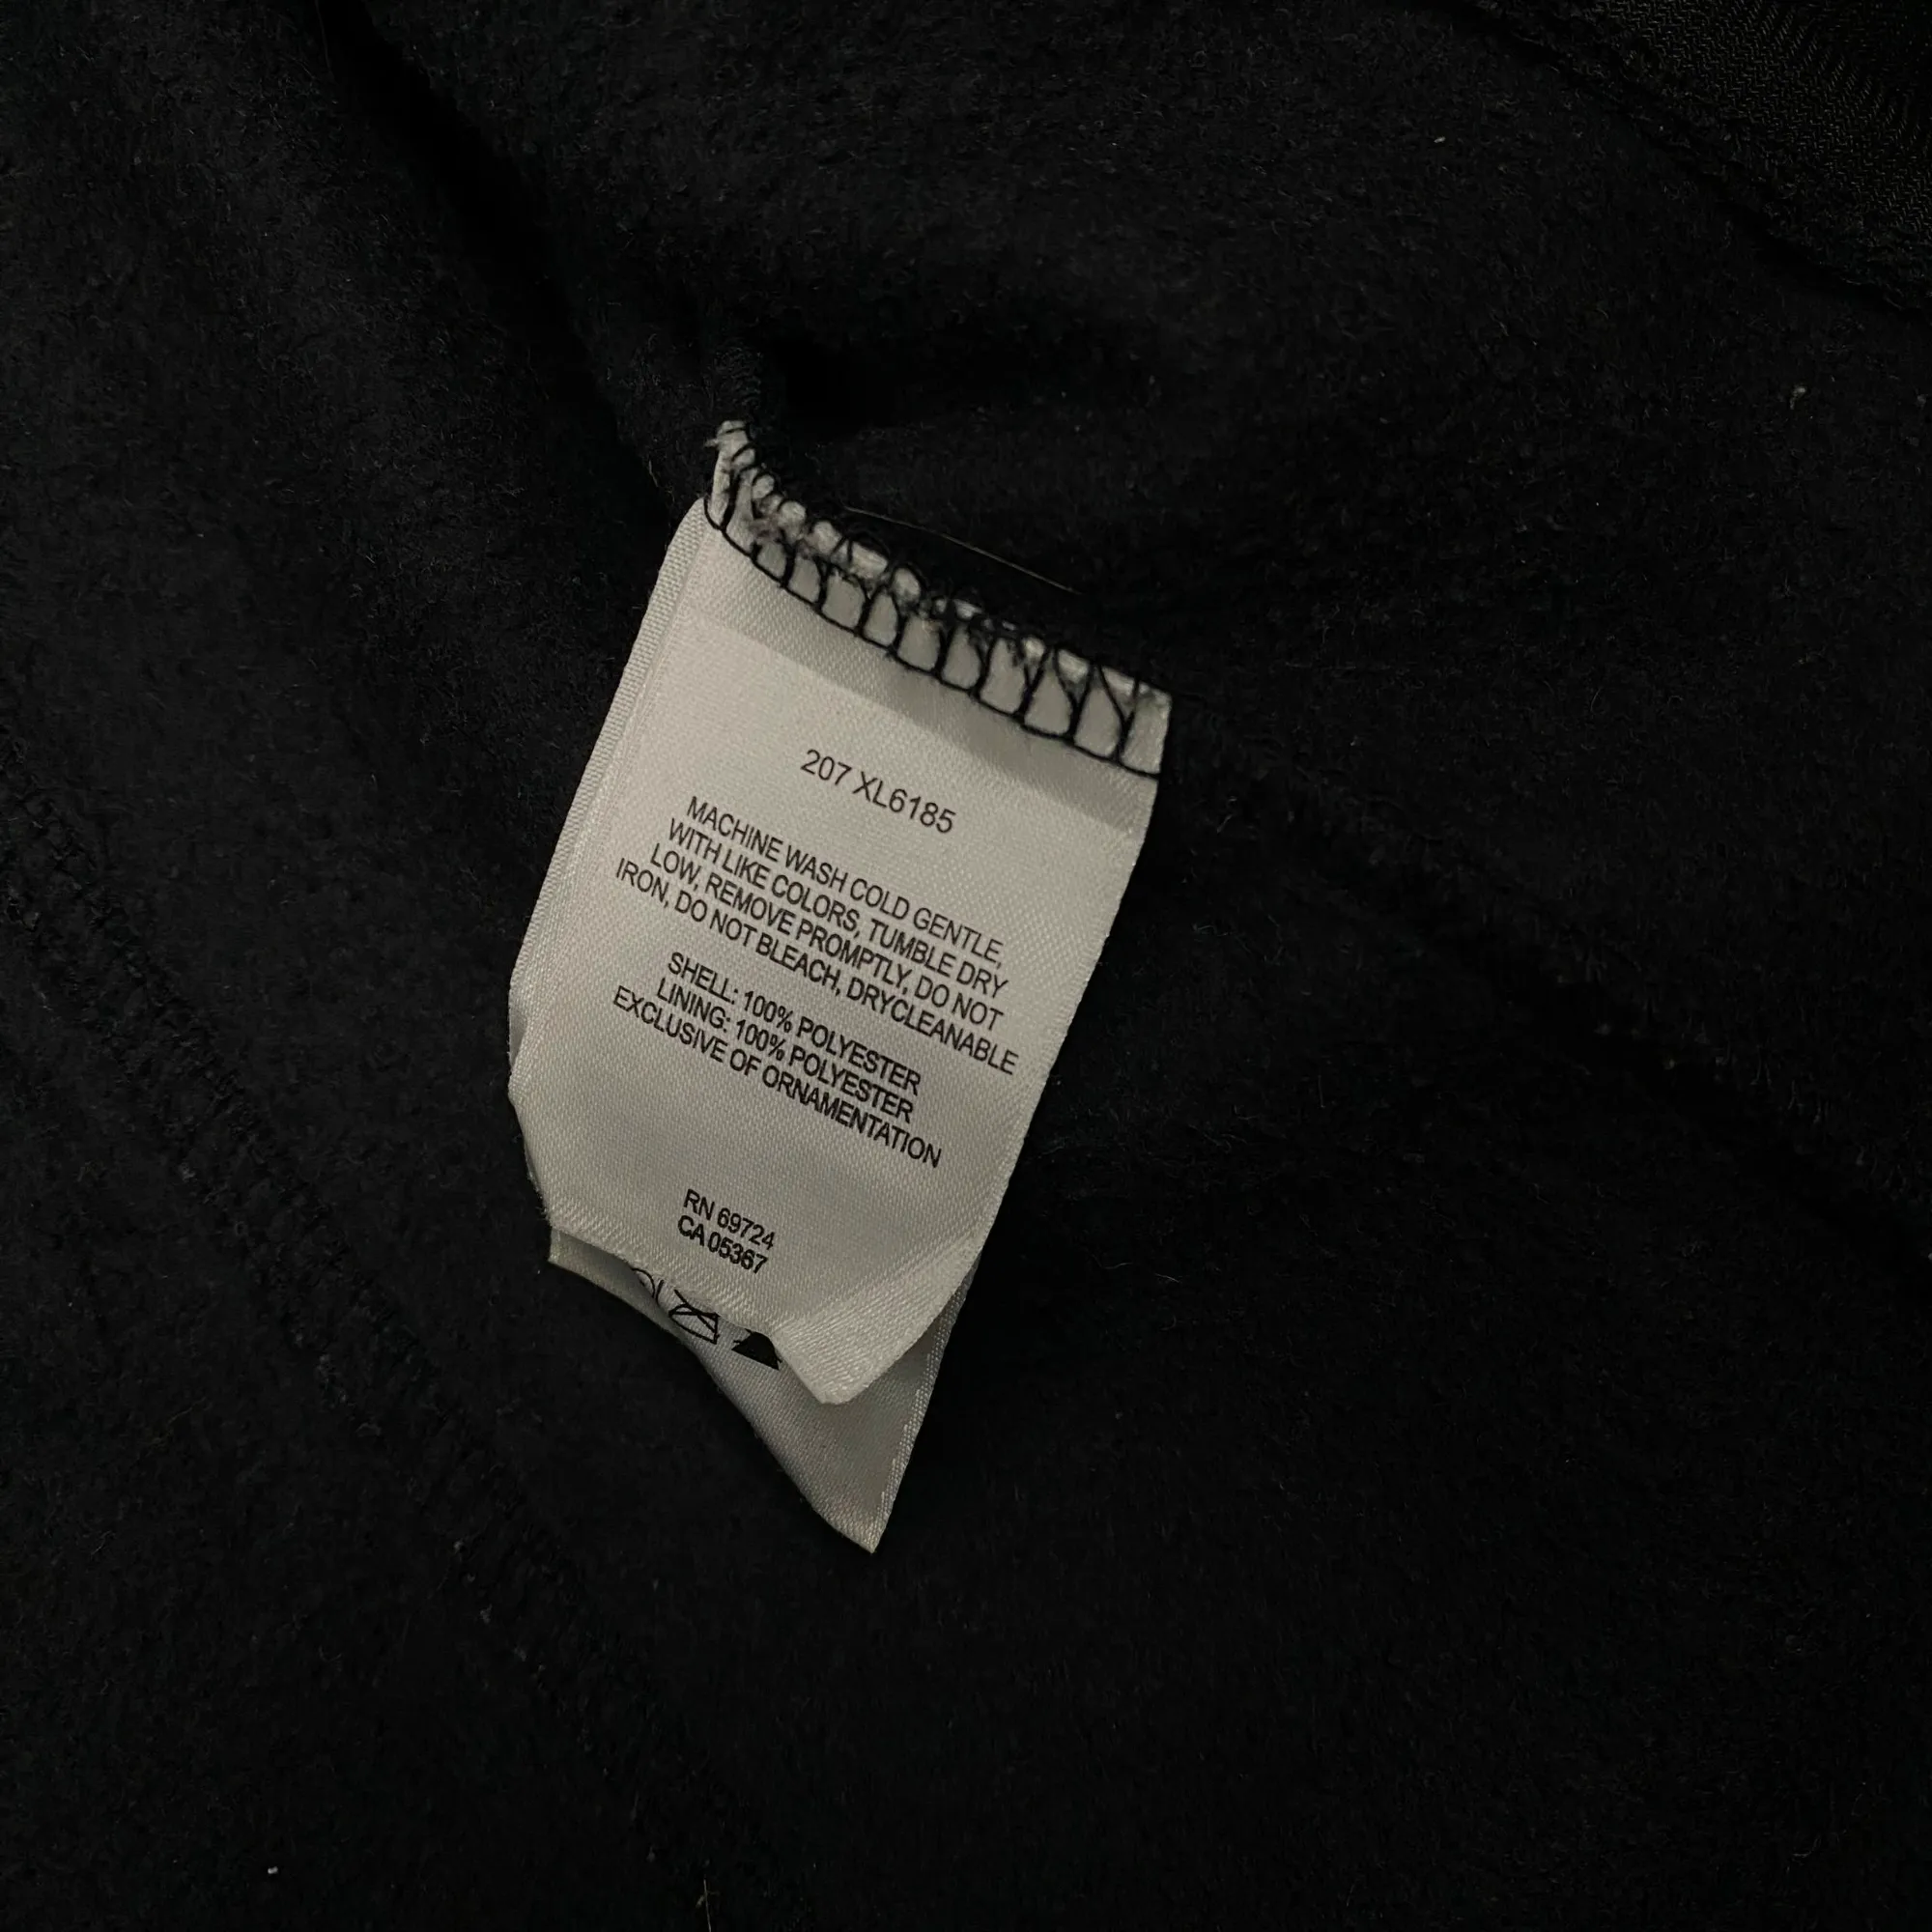 207 XL6185
MACHINE WASH COLD GENTLE,
WITH LIKE COLORS, TUMBLE DRY
LOW, REMOVE PROMPTLY, DO NOT
IRON, DO NOT BLEACH, DRYCLEANABLE
SHELL: 100% POLYESTER
LINING: 100% POLYESTER
EXCLUSIVE OF ORNAMENTATION
RN 69724
CA 05367